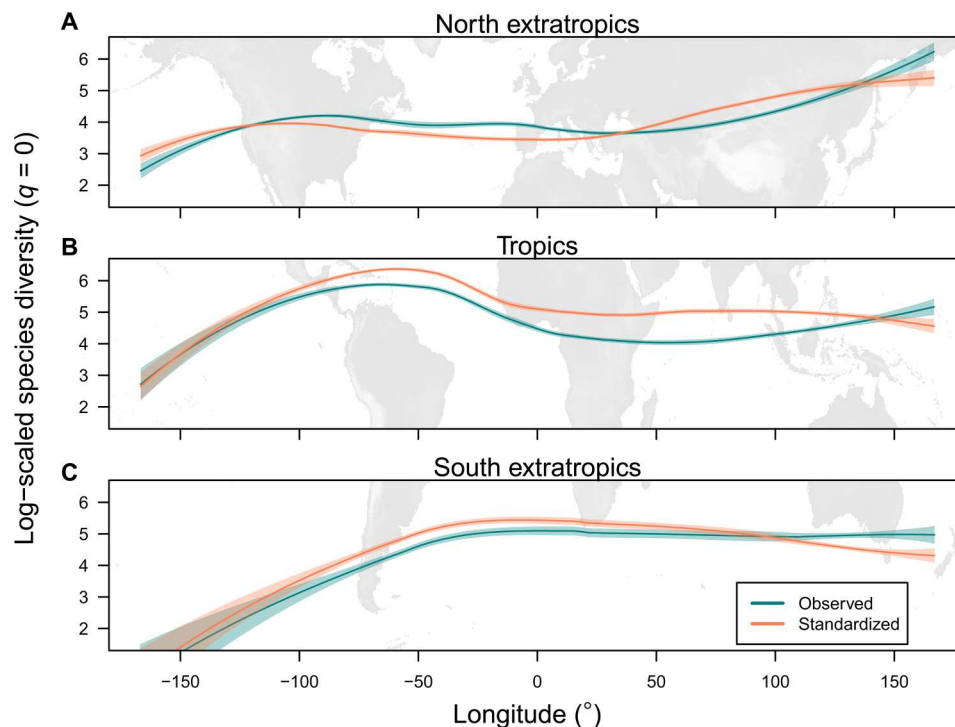 A
North extratropics
6
5
4
3
2
B
Tropics
6
5
4
3
2
C
South extratropics
6
5
4
3
2
Log−scaled species diversity (q = 0)
Observed
Standardized
−150
−100
−50
0
50
100
150
Longitude (°)